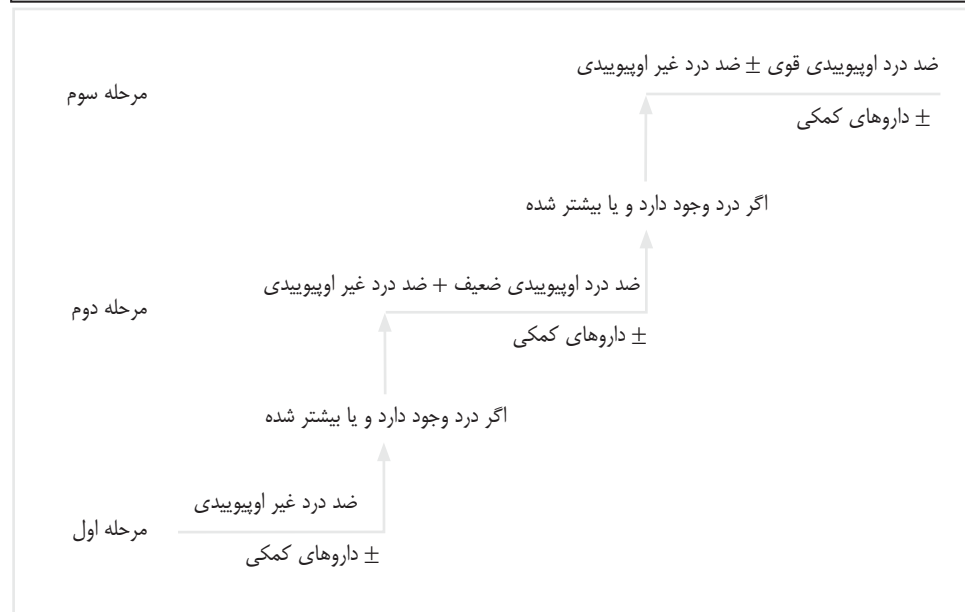 ضد درد اوپیوییدی قوی ± ضد درد غیر اوپیوییدی
مرحله سوم
± داروهای کمکی
اگر درد وجود دارد و یا بیشتر شده
ضد درد اوپیوییدی ضعیف + ضد درد غیر اوپیوییدی
مرحله دوم
± داروهای کمکی
اگر درد وجود دارد و یا بیشتر شده
ضد درد غیر اوپیوییدی
مرحله اول
± داروهای کمکی